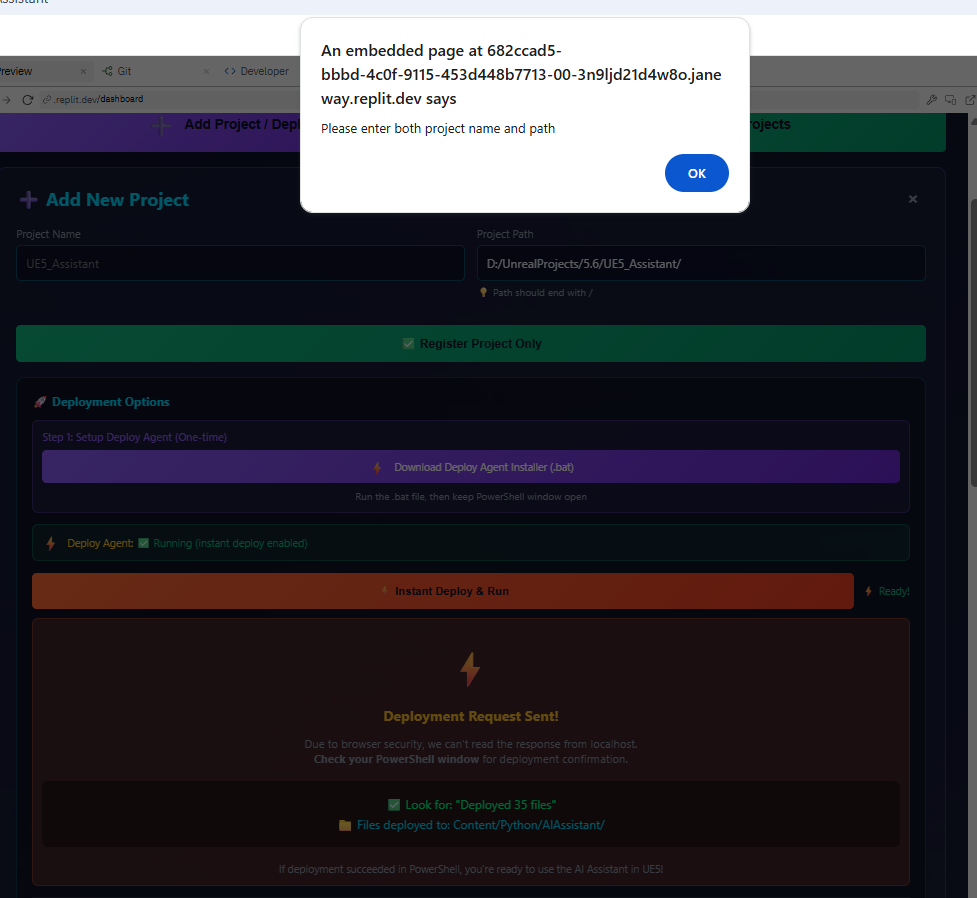 An embedded page at 682ccad5-
bbbd-4c0f-9115-453d448b7713-00-3n9ljd21d4w8o.jane
way.replit.dev says
Please enter both project name and path
OK
Assistant
Preview
Git
Developer
.replit.dev/dashboard
Add Project / Depl
rojects
Add New Project
Project Name
Project Path
UE5_Assistant
D:/UnrealProjects/5.6/UE5_Assistant/
Path should end with /
Register Project Only
Deployment Options
Step 1: Setup Deploy Agent (One-time)
Download Deploy Agent Installer (.bat)
Run the .bat file, then keep PowerShell window open
Deploy Agent: Running (instant deploy enabled)
Instant Deploy & Run
Ready!
Deployment Request Sent!
Due to browser security, we can't read the response from localhost.
Check your PowerShell window for deployment confirmation.
Look for: "Deployed 35 files"
Files deployed to: Content/Python/AIAssistant/
If deployment succeeded in PowerShell, you're ready to use the AI Assistant in UE5!